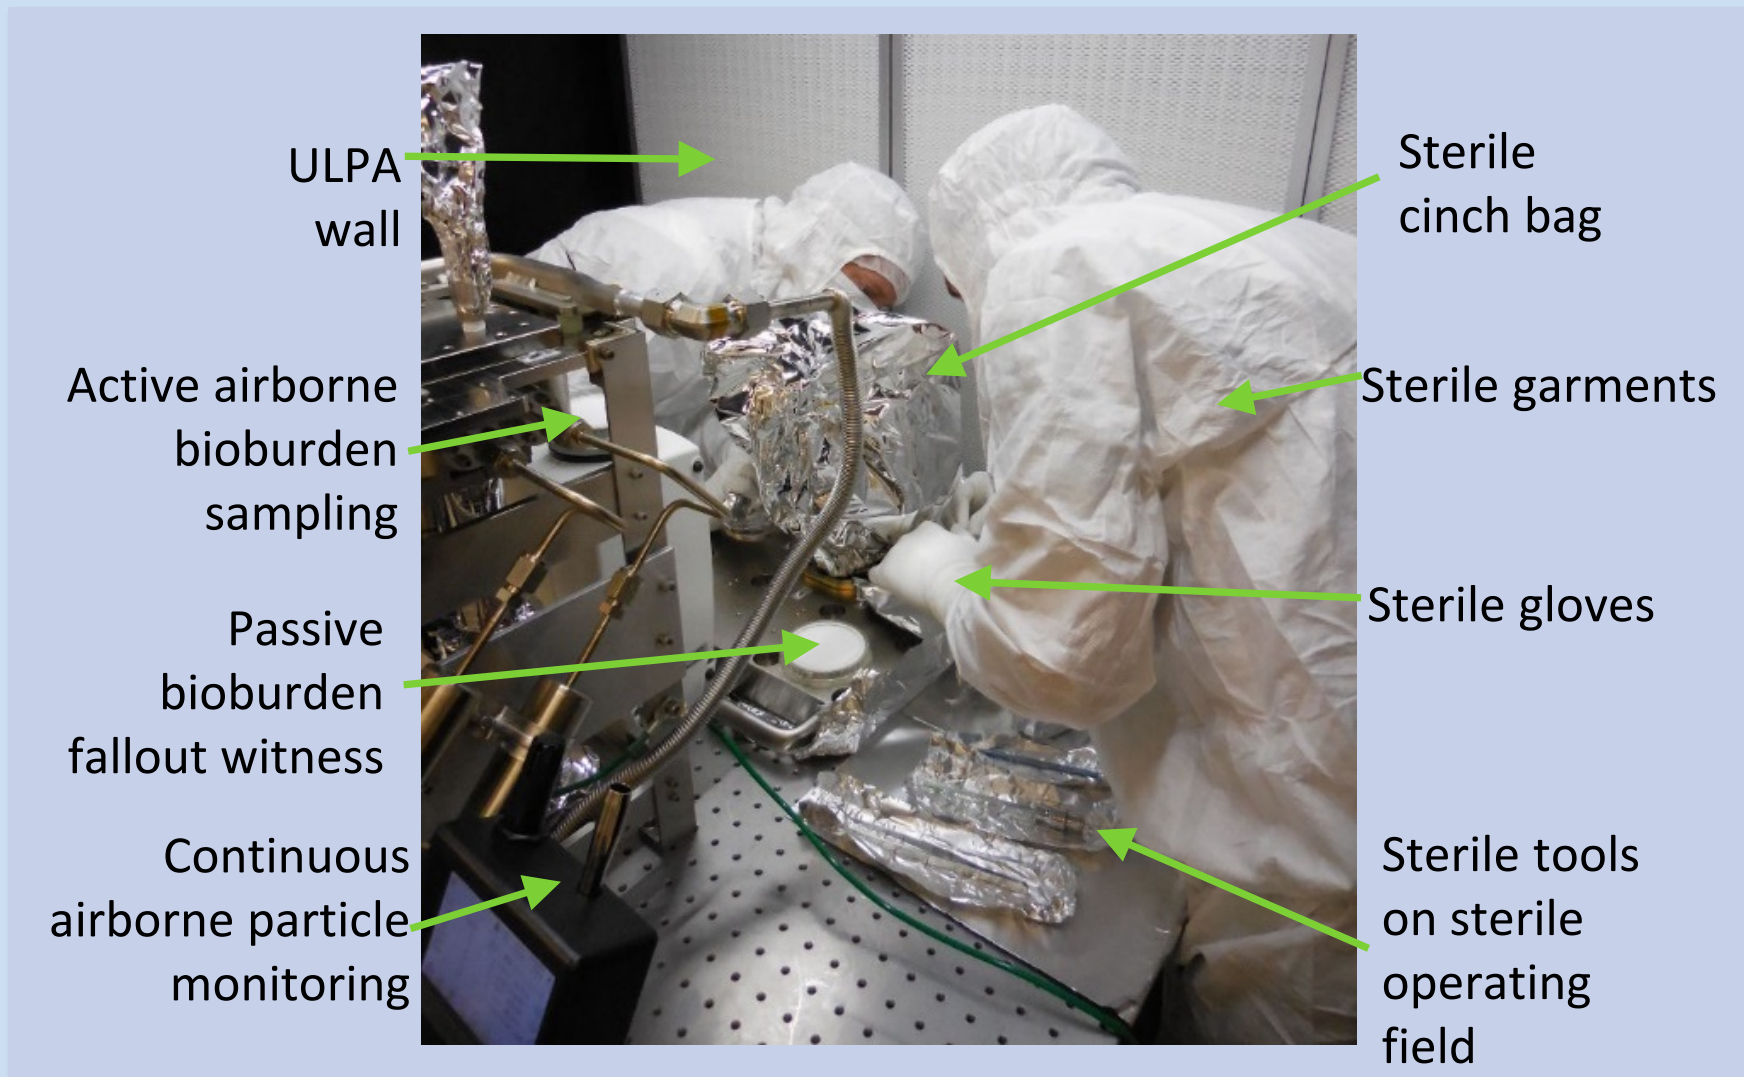 ULPA
wall
Active airborne
bioburden
sampling
Passive
bioburden
fallout witness
Continuous
airborne particle
monitoring
Sterile
cinch bag
Sterile garments
Sterile gloves
Sterile tools
on sterile
operating
field